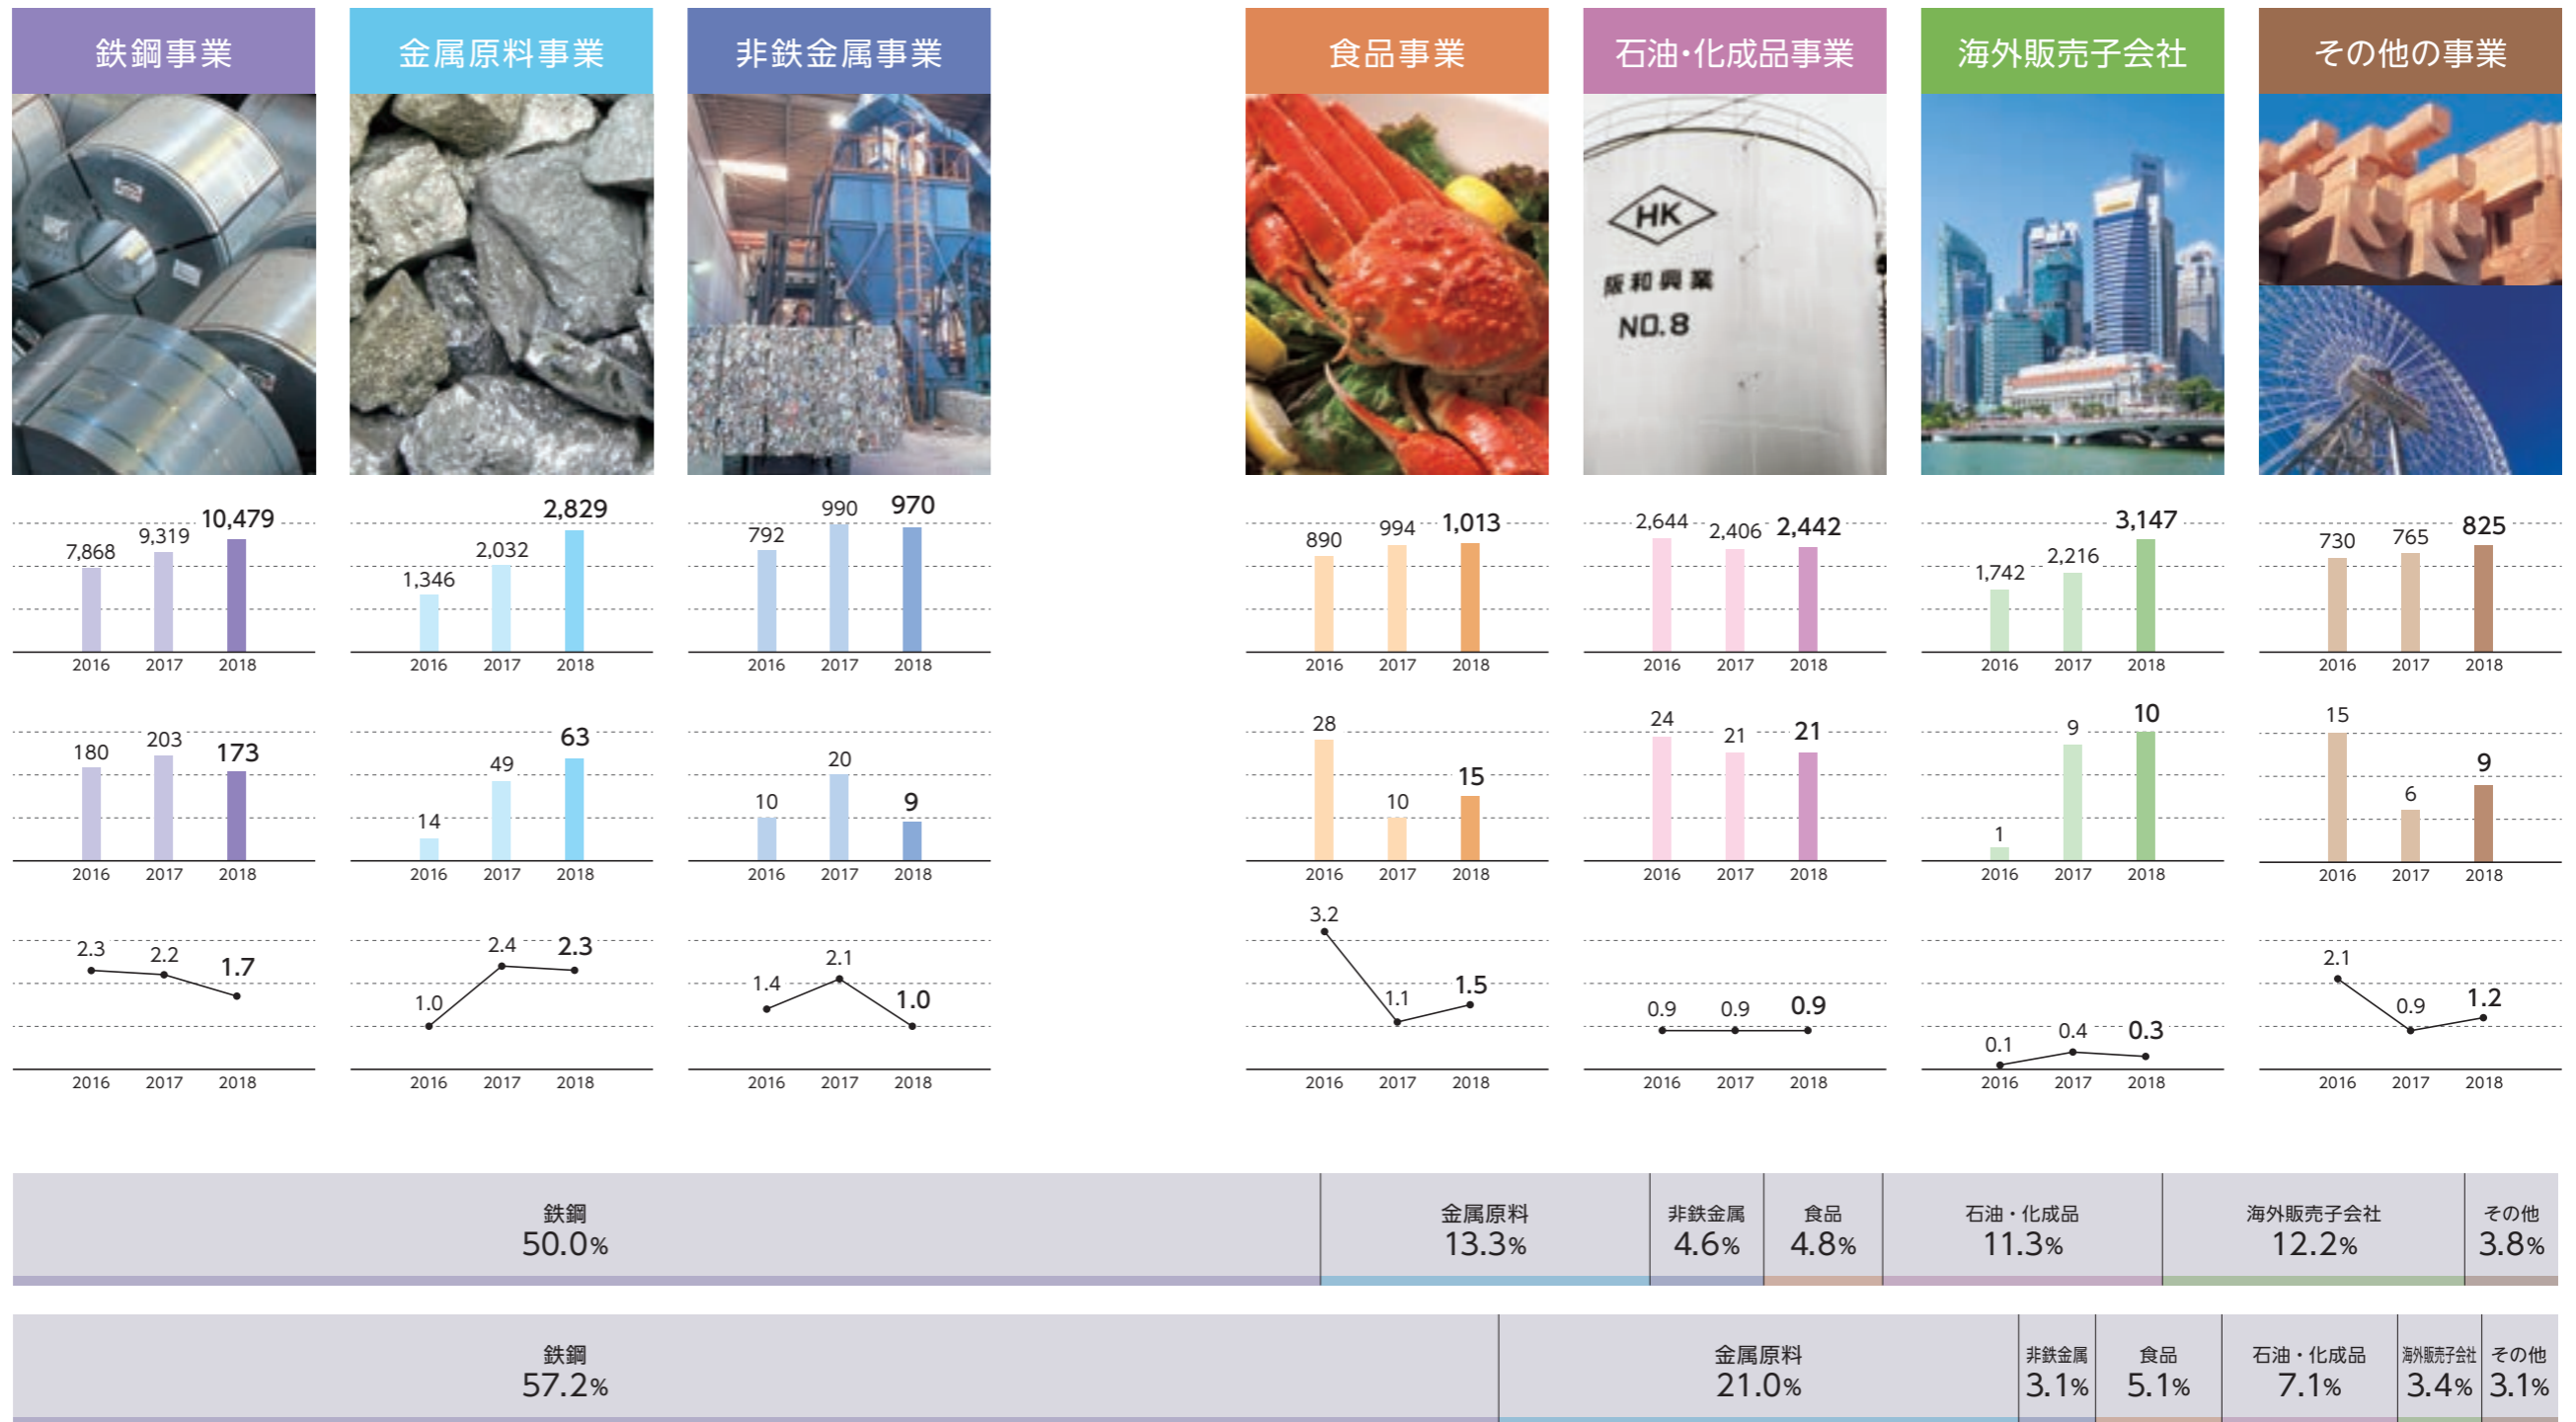 鉄鋼事業
金属原料事業
非鉄金属事業
食品事業
石油・化成品事業
海外販売子会社
その他の事業
HK
阪和興業
NO.8
7,868 9,319 10,479
2016 2017 2018
1,346 2,032 2,829
2016 2017 2018
792 990 970
2016 2017 2018
890 994 1,013
2016 2017 2018
2,644 2,406 2,442
2016 2017 2018
1,742 2,216 3,147
2016 2017 2018
730 765 825
2016 2017 2018
180 203 173
2016 2017 2018
14 49 63
2016 2017 2018
10 20 9
2016 2017 2018
28 10 15
2016 2017 2018
24 21 21
2016 2017 2018
1 9 10
2016 2017 2018
15 6 9
2016 2017 2018
2.3 2.2 1.7
2016 2017 2018
1.0 2.4 2.3
2016 2017 2018
1.4 2.1 1.0
2016 2017 2018
3.2 1.1 1.5
2016 2017 2018
0.9 0.9 0.9
2016 2017 2018
0.1 0.4 0.3
2016 2017 2018
2.1 0.9 1.2
2016 2017 2018
鉄鋼
50.0%
金属原料
13.3%
非鉄金属
4.6%
食品
4.8%
石油・化成品
11.3%
海外販売子会社
12.2%
その他
3.8%
鉄鋼
57.2%
金属原料
21.0%
非鉄金属
3.1%
食品
5.1%
石油・化成品
7.1%
海外販売子会社
3.4%
その他
3.1%